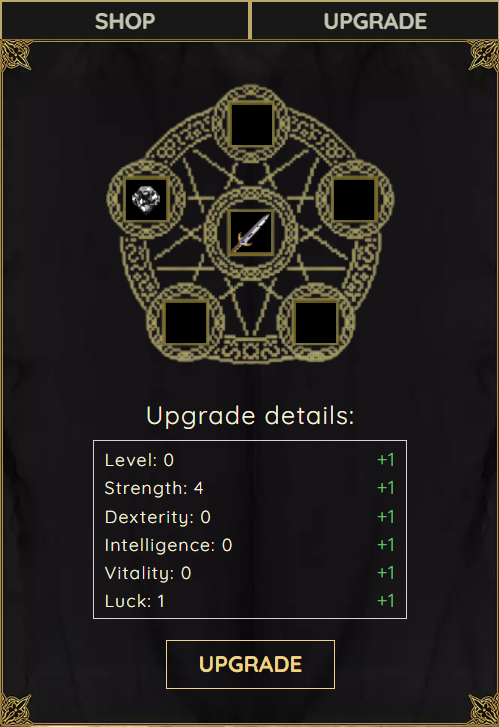 SHOP UPGRADE
Upgrade details:
Level: 0 +1
Strength: 4 +1
Dexterity: 0 +1
Intelligence: 0 +1
Vitality: 0 +1
Luck: 1 +1
UPGRADE